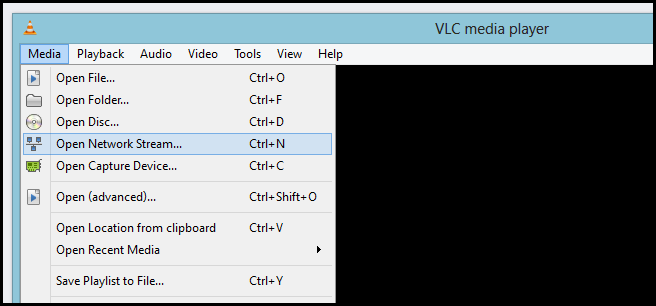 VLC media player
Media Playback Audio Video Tools View Help
Open File... Ctrl+O
Open Folder... Ctrl+F
Open Disc... Ctrl+D
Open Network Stream... Ctrl+N
Open Capture Device... Ctrl+C
Open (advanced)... Ctrl+Shift+O
Open Location from clipboard Ctrl+V
Open Recent Media
Save Playlist to File... Ctrl+Y